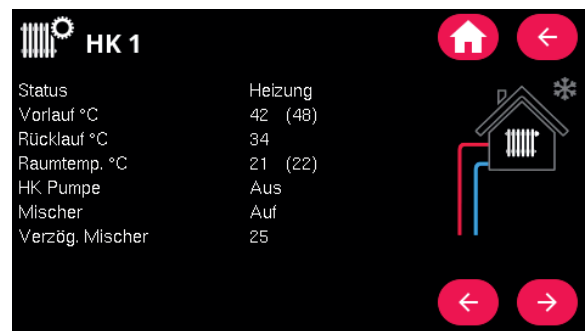 HK 1
Status Heizung
Vorlauf °C 42 (48)
Rücklauf °C 34
Raumtemp. °C 21 (22)
HK Pumpe Aus
Mischer Auf
Verzög. Mischer 25